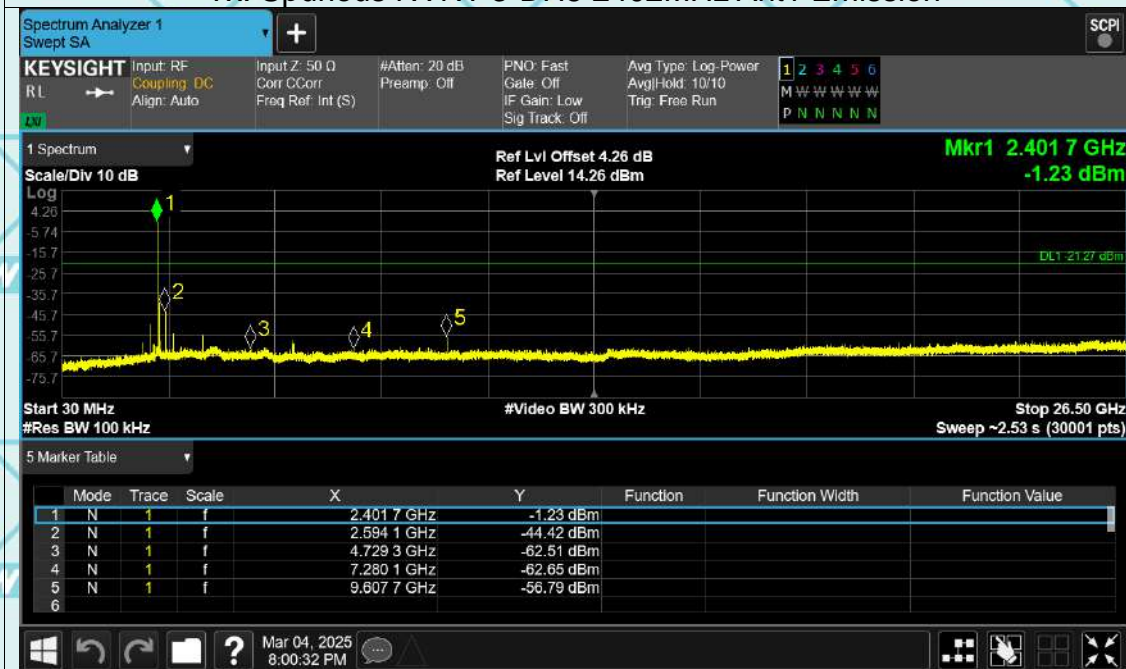 Spectrum Analyzer 1
Swept SA
+
SCPI
KEYSIGHT
RL
LXI
Input: RF
Coupling: DC
Align: Auto
Input Z: 50 Ω
Corr CCorr
Freq Ref: Int (S)
#Atten: 20 dB
Preamp: Off
PNO: Fast
Gate: Off
IF Gain: Low
Sig Track: Off
Avg Type: Log-Power
Avg|Hold: 10/10
Trig: Free Run
1 2 3 4 5 6
M W W W W W
P N N N N N
1 Spectrum
Scale/Div 10 dB
Ref Lvl Offset 4.26 dB
Ref Level 14.26 dBm
Mkr1 2.401 7 GHz
-1.23 dBm
Log
4.26
-5.74
-15.7
-25.7
-35.7
-45.7
-55.7
-65.7
-75.7
1
2
3
4
5
DL1 -21.27 dBm
Start 30 MHz
#Res BW 100 kHz
#Video BW 300 kHz
Stop 26.50 GHz
Sweep ~2.53 s (30001 pts)
5 Marker Table
Mode Trace Scale X Y Function Function Width Function Value
1 N 1 f 2.401 7 GHz -1.23 dBm
2 N 1 f 2.594 1 GHz -44.42 dBm
3 N 1 f 4.729 3 GHz -62.51 dBm
4 N 1 f 7.280 1 GHz -62.65 dBm
5 N 1 f 9.607 7 GHz -56.79 dBm
6
?
Mar 04, 2025
8:00:32 PM